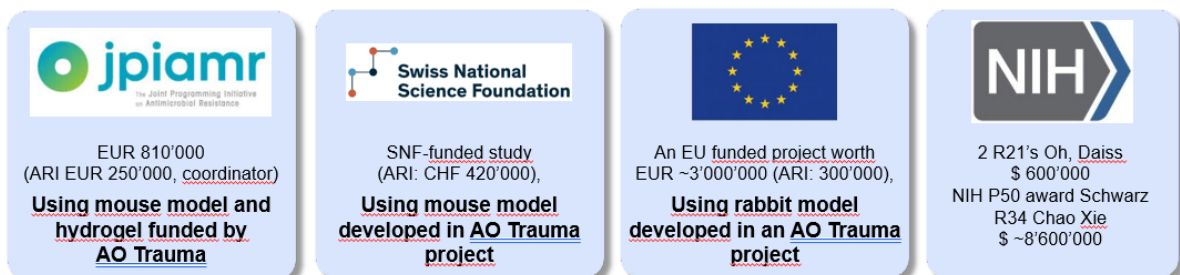 jpiamr
The Joint Programming Initiative
on Antimicrobial Resistance
EUR 810’000
(ARI EUR 250’000, coordinator)
Using mouse model and
hydrogel funded by
AO Trauma
Swiss National
Science Foundation
SNF-funded study
(ARI: CHF 420’000),
Using mouse model
developed in AO Trauma
project
An EU funded project worth
EUR ~3’000’000 (ARI: 300’000),
Using rabbit model
developed in an AO Trauma
project
NIH
2 R21’s Oh, Daiss
$ 600’000
NIH P50 award Schwarz
R34 Chao Xie
$ ~8’600’000